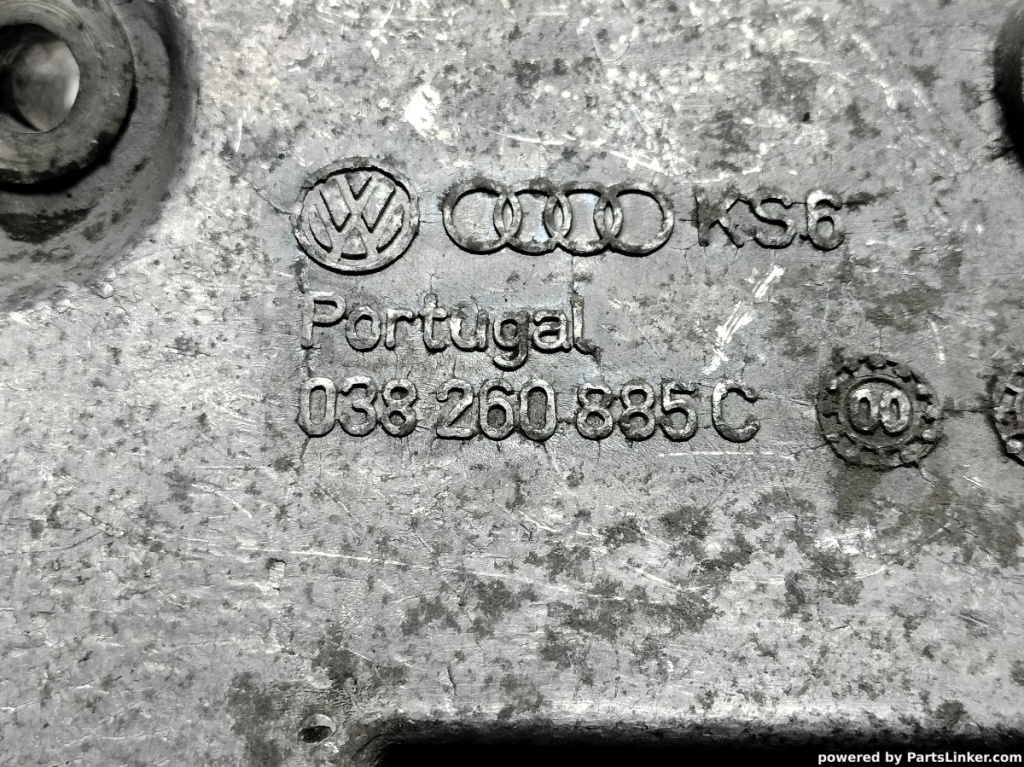 KS6
Portugal
038 260 885 C
00
powered by PartsLinker.com